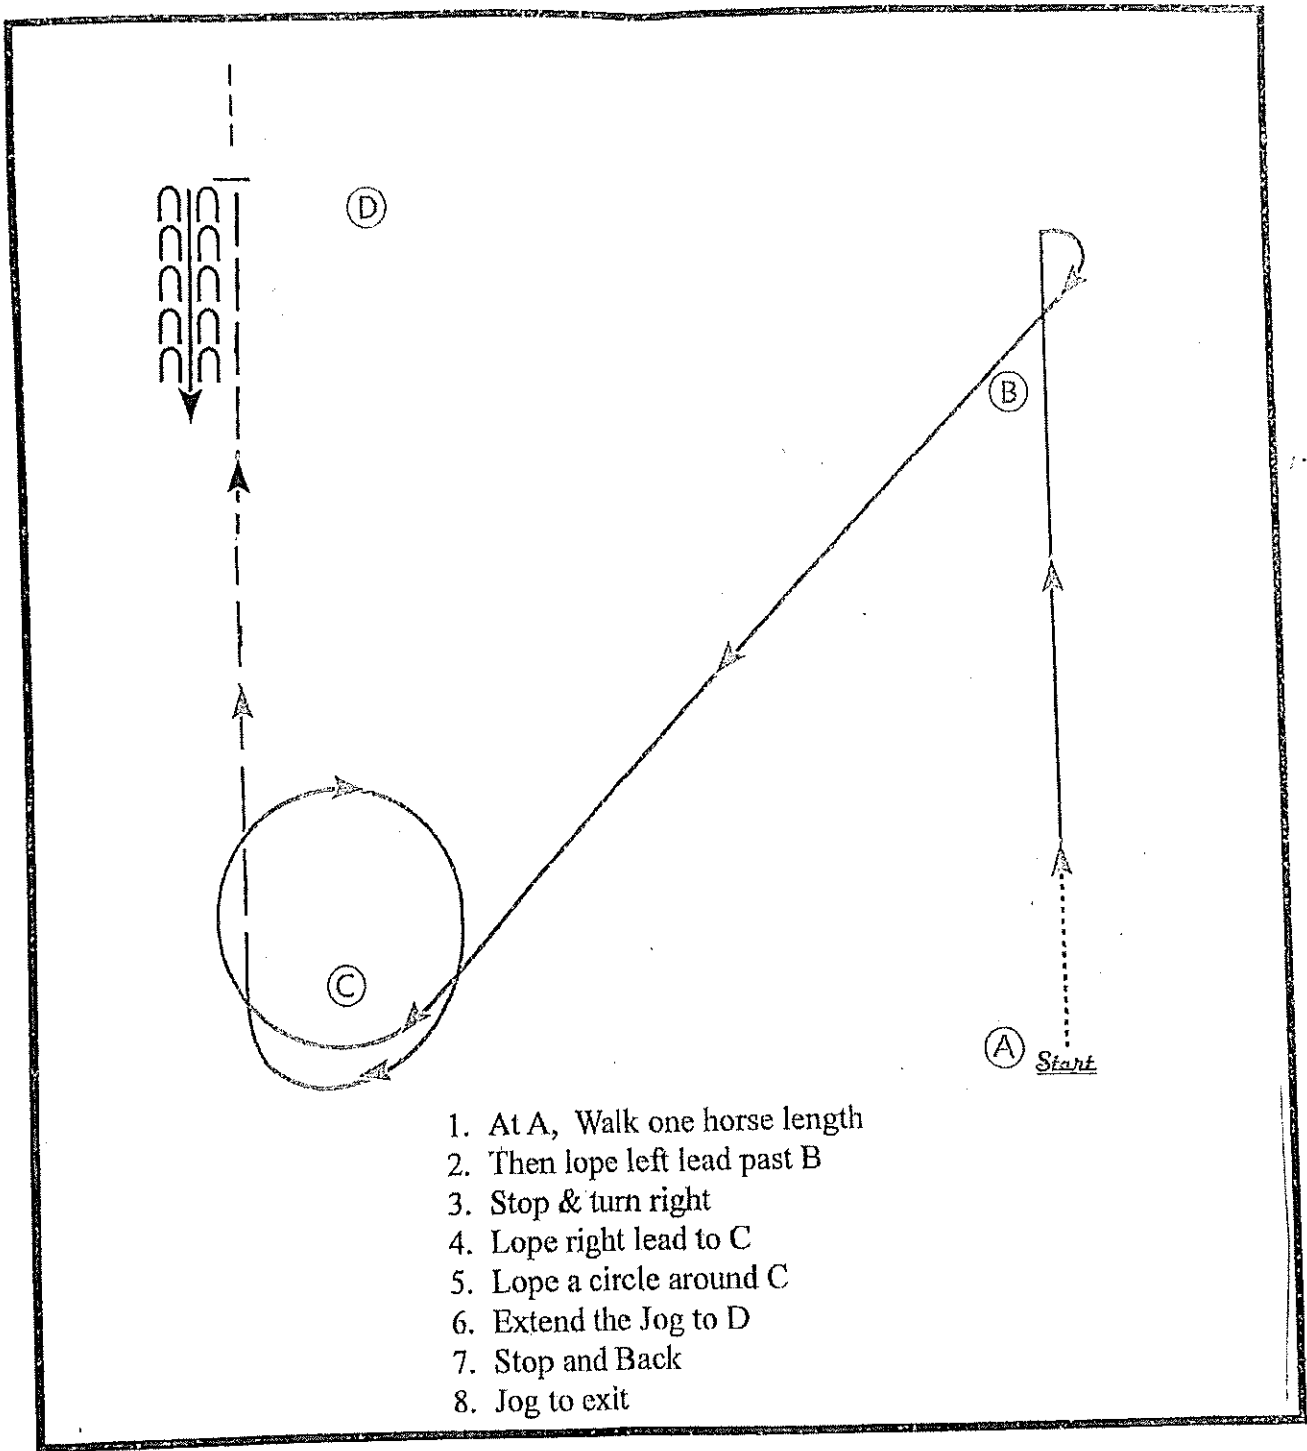 D
B
C
A
Start
1. At A, Walk one horse length
2. Then lope left lead past B
3. Stop & turn right
4. Lope right lead to C
5. Lope a circle around C
6. Extend the Jog to D
7. Stop and Back
8. Jog to exit